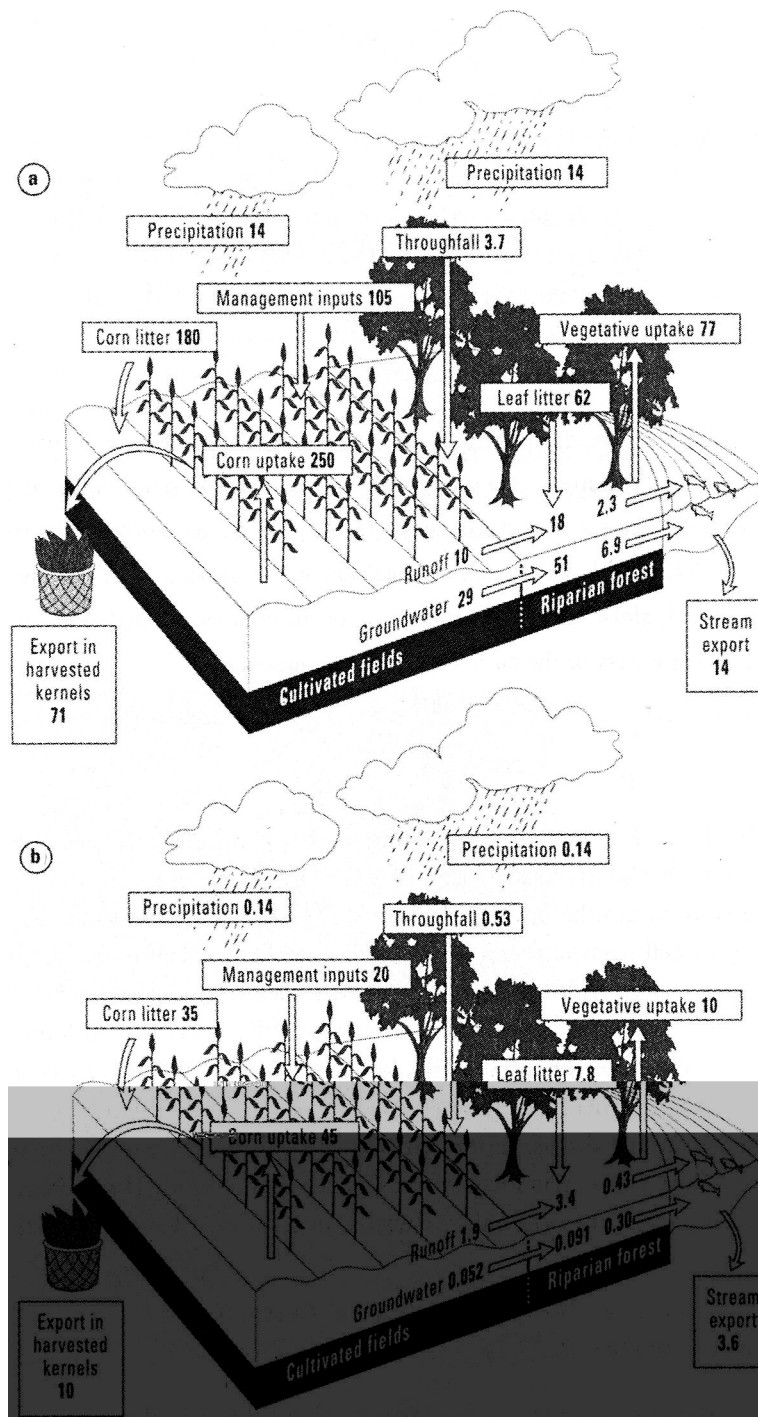 a
Precipitation 14
Precipitation 14
Throughfall 3.7
Management inputs 105
Corn litter 180
Vegetative uptake 77
Leaf litter 62
Corn uptake 250
2.3
18
Runoff 10
6.9
51
Groundwater 29
Riparian forest
Cultivated fields
Export in
harvested
kernels
71
Stream
export
14
b
Precipitation 0.14
Precipitation 0.14
Throughfall 0.53
Management inputs 20
Corn litter 35
Vegetative uptake 10
Leaf litter 7.8
Corn uptake 45
0.43
3.4
Runoff 1.9
0.30
0.091
Groundwater 0.052
Riparian forest
Cultivated fields
Export in
harvested
kernels
10
Stream
export
3.6